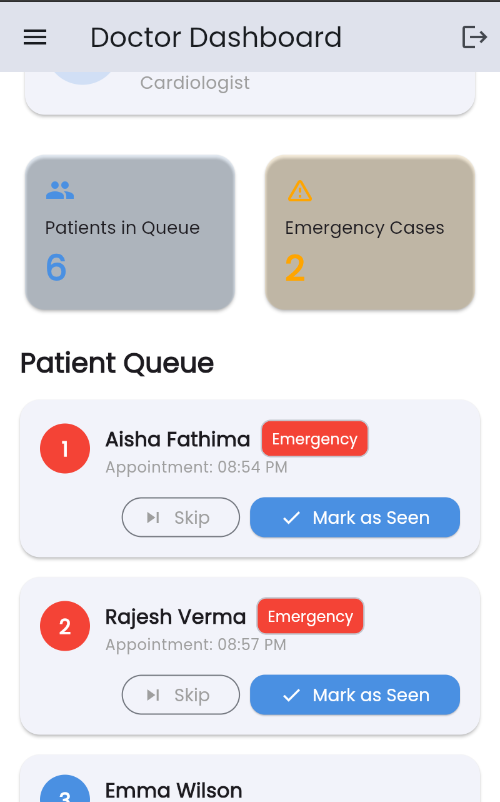 Doctor Dashboard
Cardiologist
Patients in Queue
6
Emergency Cases
2
Patient Queue
1
Aisha Fathima Emergency
Appointment: 08:54 PM
Skip Mark as Seen
2
Rajesh Verma Emergency
Appointment: 08:57 PM
Skip Mark as Seen
3
Emma Wilson